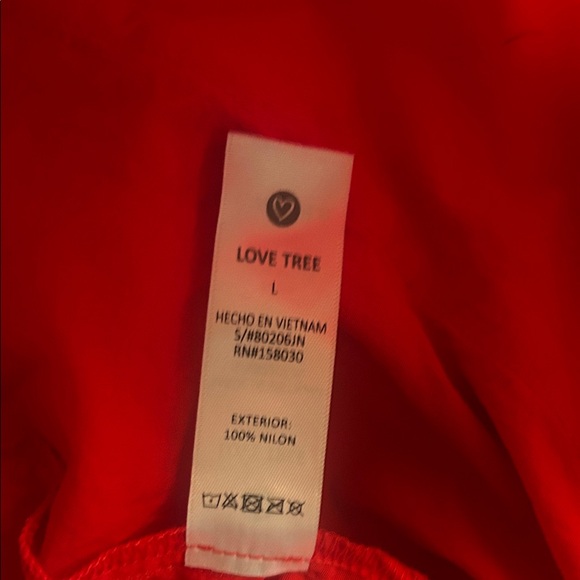 LOVE TREE
L
HECHO EN VIETNAM
S/#80206JN
RN#158030
EXTERIOR:
100% NILON